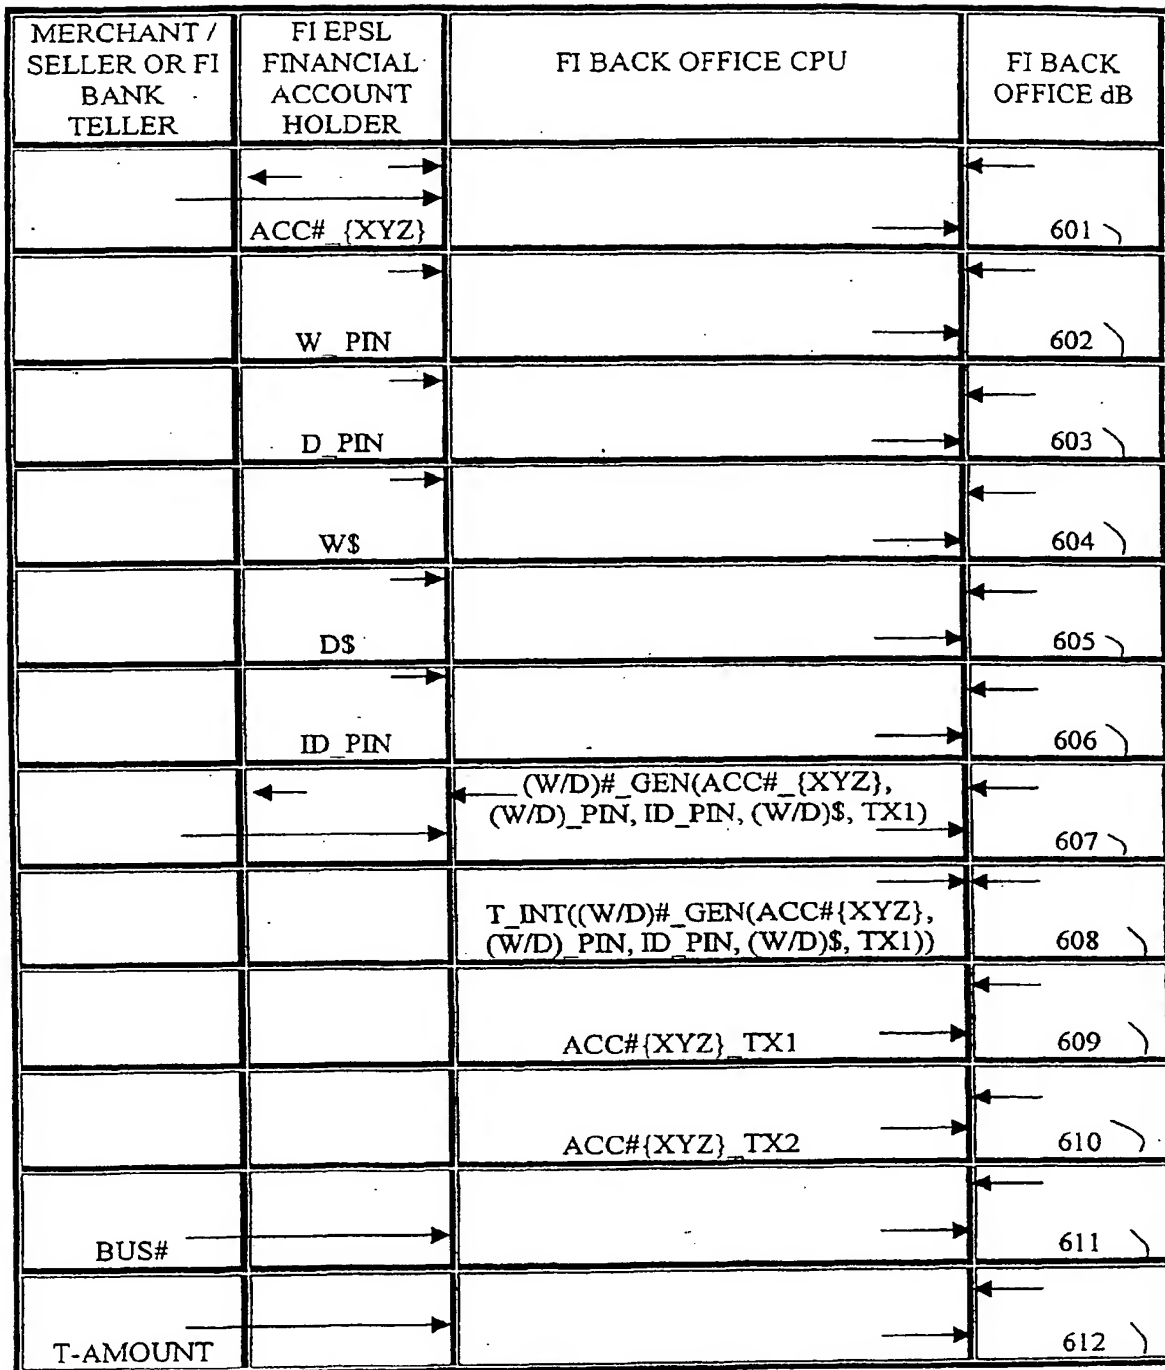 MERCHANT /
SELLER OR FI
BANK
TELLER
FI EPSL
FINANCIAL
ACCOUNT
HOLDER
FI BACK OFFICE CPU
FI BACK
OFFICE dB
ACC#_{XYZ}
601
W_PIN
602
D_PIN
603
W$
604
D$
605
ID_PIN
606
(W/D)#_GEN(ACC#_{XYZ},
(W/D)_PIN, ID_PIN, (W/D)$, TX1)
607
T_INT((W/D)#_GEN(ACC#{XYZ},
(W/D)_PIN, ID_PIN, (W/D)$, TX1))
608
ACC#{XYZ}_TX1
609
ACC#{XYZ}_TX2
610
BUS#
611
T-AMOUNT
612